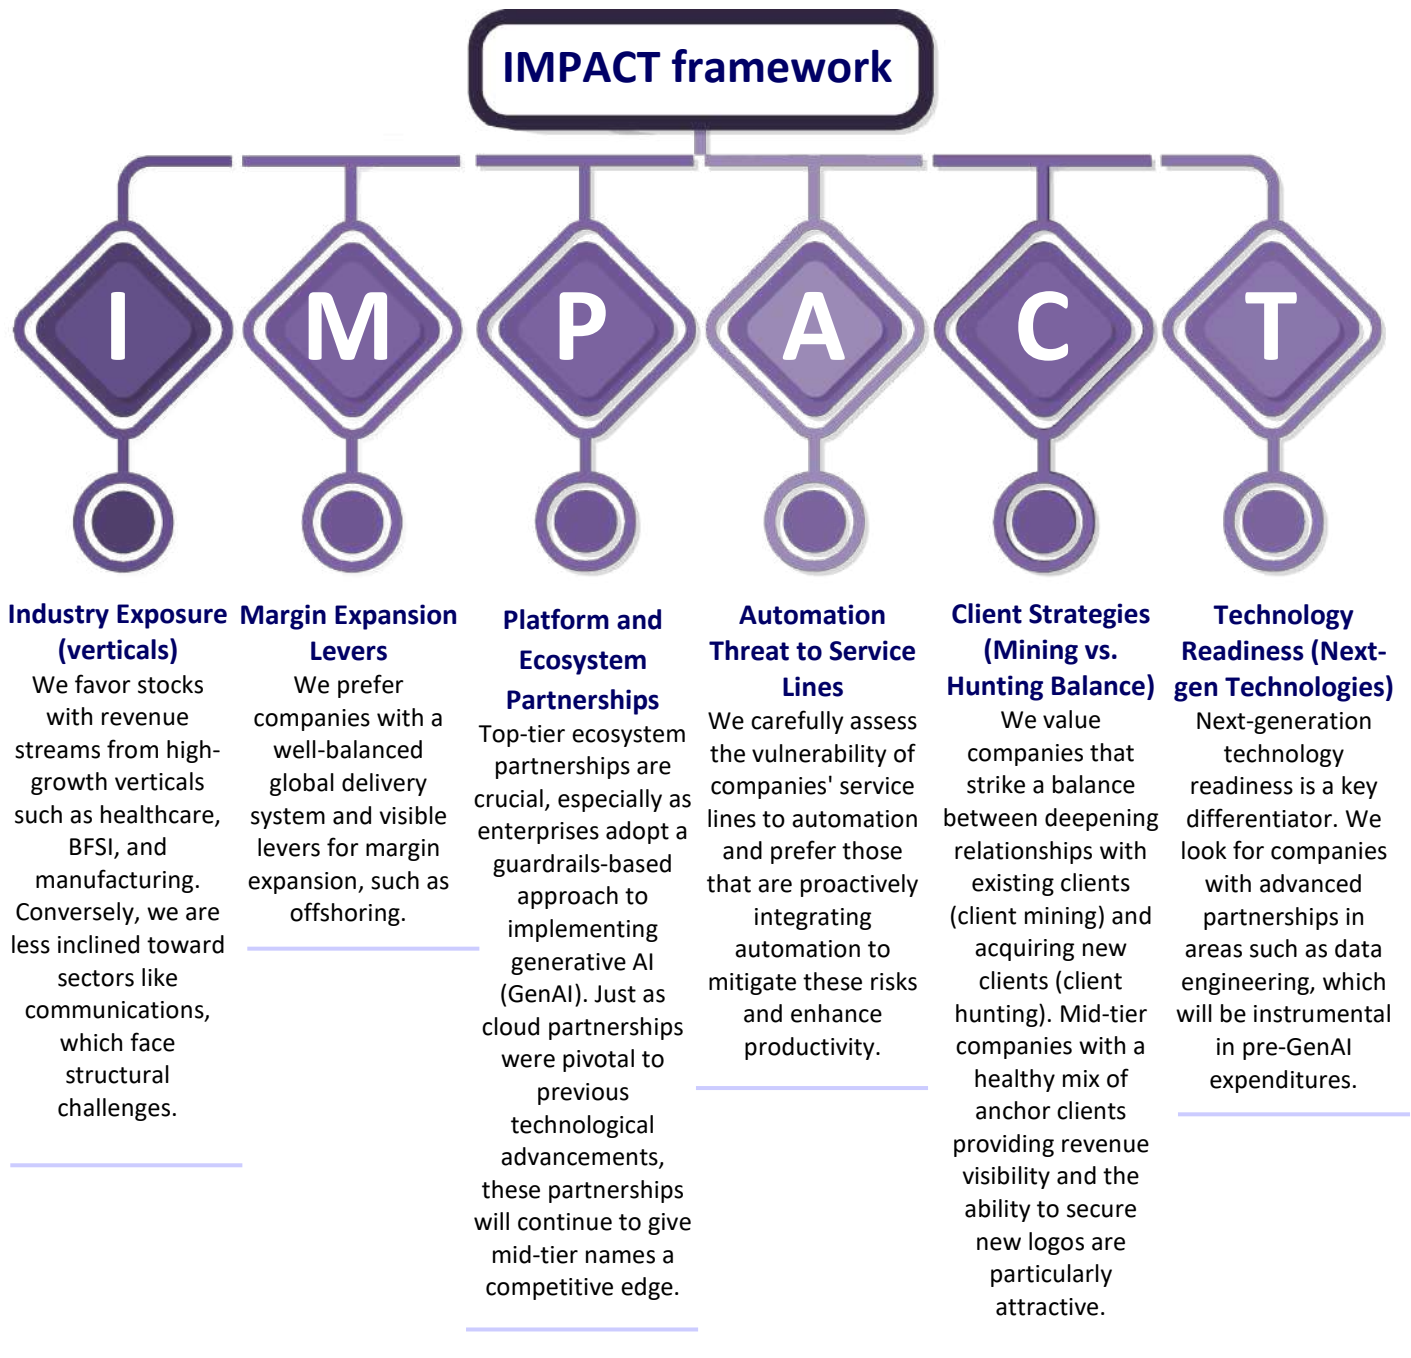 IMPACT framework
I
M
P
A
C
T
Industry Exposure
(verticals)
We favor stocks
with revenue
streams from high-
growth verticals
such as healthcare,
BFSI, and
manufacturing.
Conversely, we are
less inclined toward
sectors like
communications,
which face
structural
challenges.
Margin Expansion
Levers
We prefer
companies with a
well-balanced
global delivery
system and visible
levers for margin
expansion, such as
offshoring.
Platform and
Ecosystem
Partnerships
Top-tier ecosystem
partnerships are
crucial, especially as
enterprises adopt a
guardrails-based
approach to
implementing
generative AI
(GenAI). Just as
cloud partnerships
were pivotal to
previous
technological
advancements,
these partnerships
will continue to give
mid-tier names a
competitive edge.
Automation
Threat to Service
Lines
We carefully assess
the vulnerability of
companies' service
lines to automation
and prefer those
that are proactively
integrating
automation to
mitigate these risks
and enhance
productivity.
Client Strategies
(Mining vs.
Hunting Balance)
We value
companies that
strike a balance
between deepening
relationships with
existing clients
(client mining) and
acquiring new
clients (client
hunting). Mid-tier
companies with a
healthy mix of
anchor clients
providing revenue
visibility and the
ability to secure
new logos are
particularly
attractive.
Technology
Readiness (Next-
gen Technologies)
Next-generation
technology
readiness is a key
differentiator. We
look for companies
with advanced
partnerships in
areas such as data
engineering, which
will be instrumental
in pre-GenAI
expenditures.